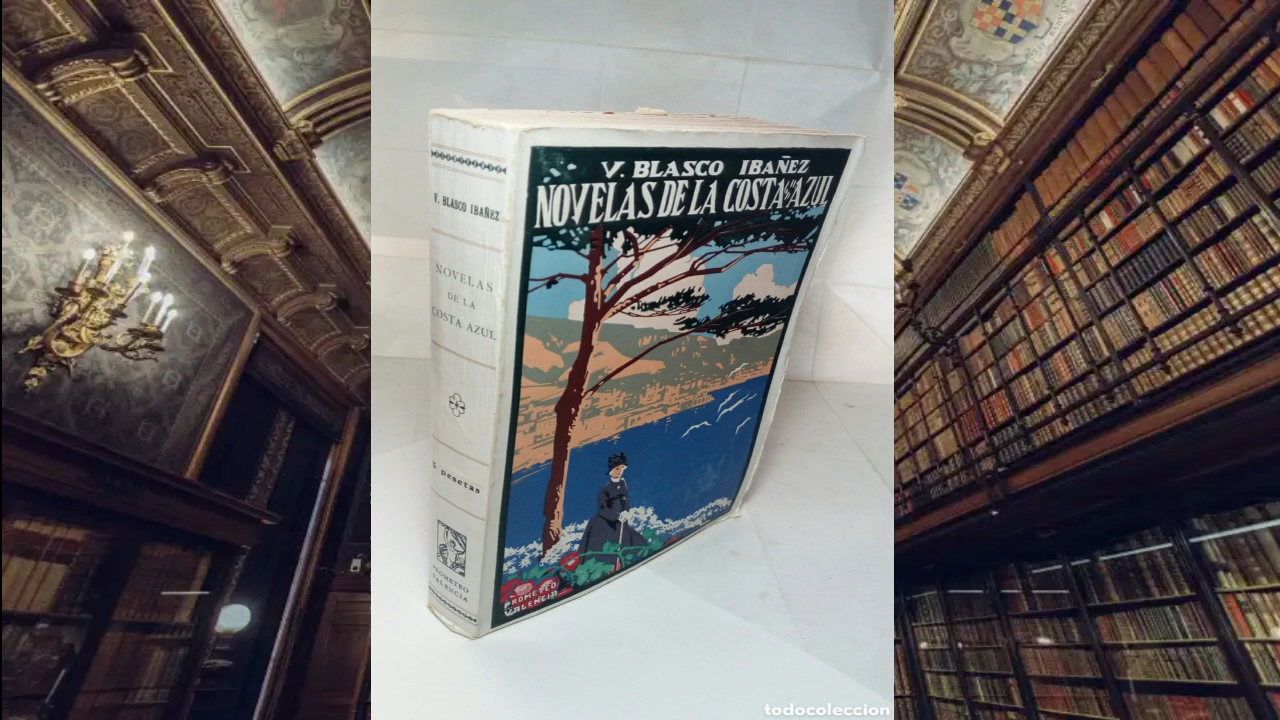 V. BLASCO IBAÑEZ
NOVELAS
DE LA
COSTA AZUL
5 pesetas
PROMETEO
VALENCIA
V. BLASCO IBAÑEZ
NOVELAS DE LA COSTA AZUL
PROMETEO
VALENCIA
todocoleccion